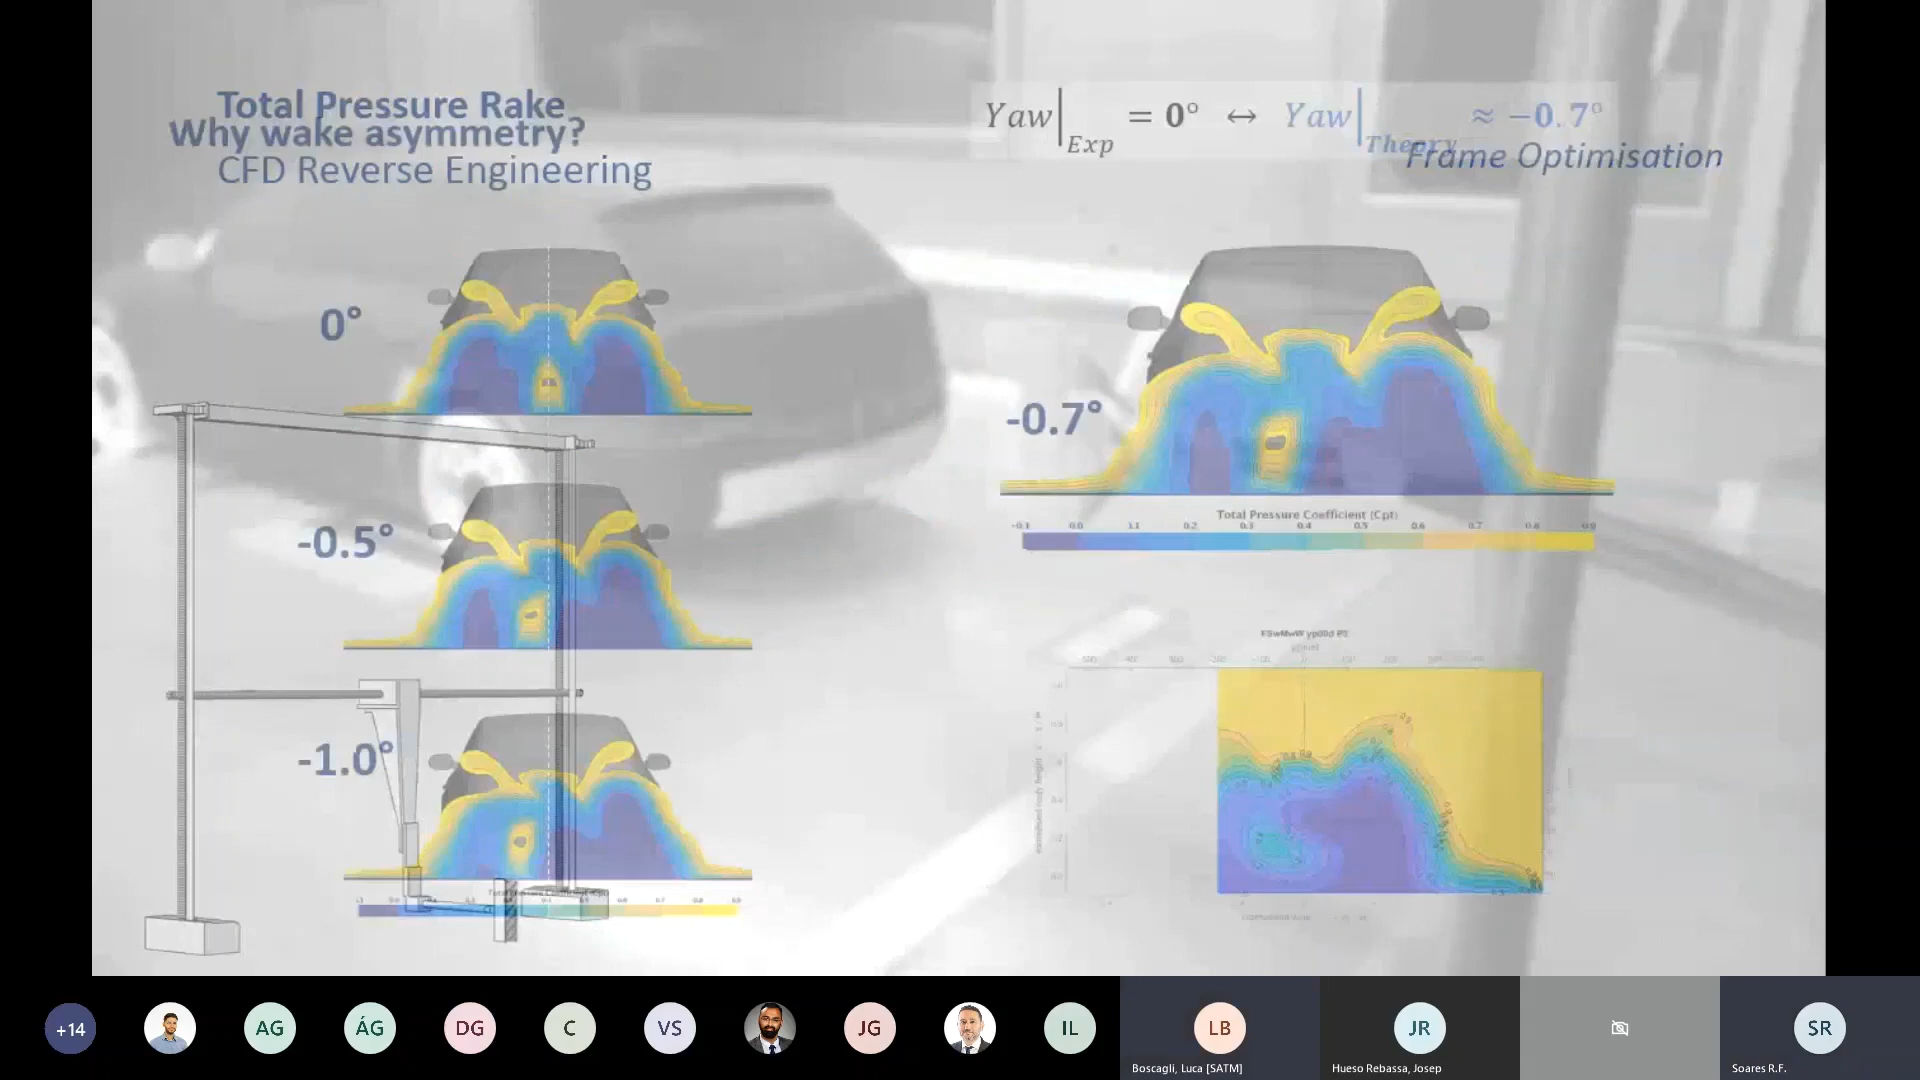 Total Pressure Rake
Why wake asymmetry?
CFD Reverse Engineering
Yaw|Exp = 0° ↔ Yaw|Theory ≈ −0.7°
Frame Optimisation
0°
-0.5°
-1.0°
-0.7°
Total Pressure Coefficient (Cpt)
-0.1 0.0 1.1 0.2 0.3 0.4 0.5 0.6 0.7 0.8 0.9
+14
AG
ÁG
DG
C
VS
JG
IL
LB
JR
SR
Boscagli, Luca [SATM]
Hueso Rebassa, Josep
Soares R.F.